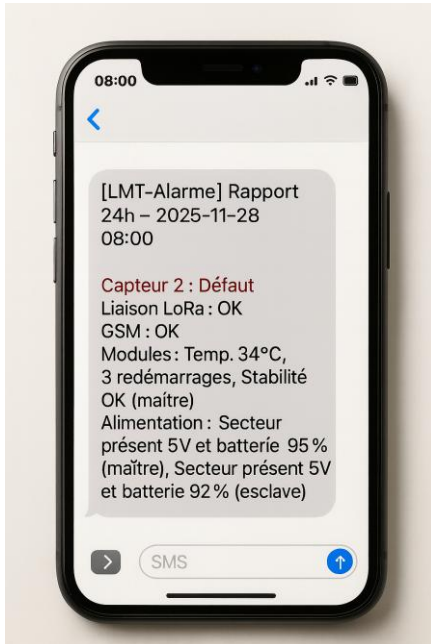 08:00
[LMT-Alarme] Rapport
24h – 2025-11-28
08:00
Capteur 2 : Défaut
Liaison LoRa : OK
GSM : OK
Modules : Temp. 34°C,
3 redémarrages, Stabilité
OK (maître)
Alimentation : Secteur
présent 5V et batterie 95 %
(maître), Secteur présent 5V
et batterie 92 % (esclave)
SMS